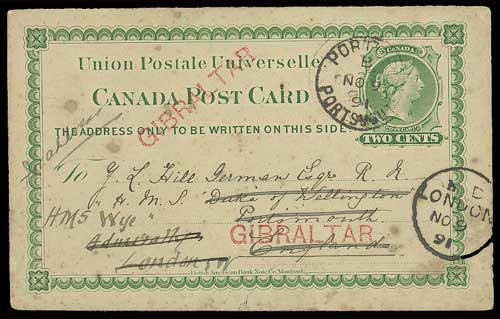 Union Postale Universelle
CANADA POST CARD
THE ADDRESS ONLY TO BE WRITTEN ON THIS SIDE
CANADA
TWO CENTS
GIBRALTAR
PORTSMOUTH
NO
91
To G. L. Hill German Esqr R. N.
"H. M. S. Duke of Wellington"
Portsmouth
England
HMS Wye"
Admiralty
London
GIBRALTAR
E
LONDON
NO
91
British American Bank Note Co. Montreal